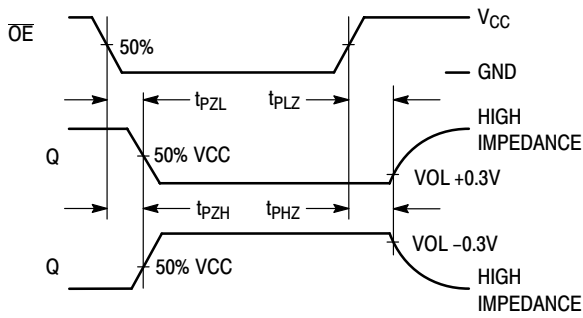 OE
50%
VCC
GND
tPZL
tPLZ
HIGH
IMPEDANCE
Q
50% VCC
VOL +0.3V
tPZH
tPHZ
VOL −0.3V
Q
50% VCC
HIGH
IMPEDANCE